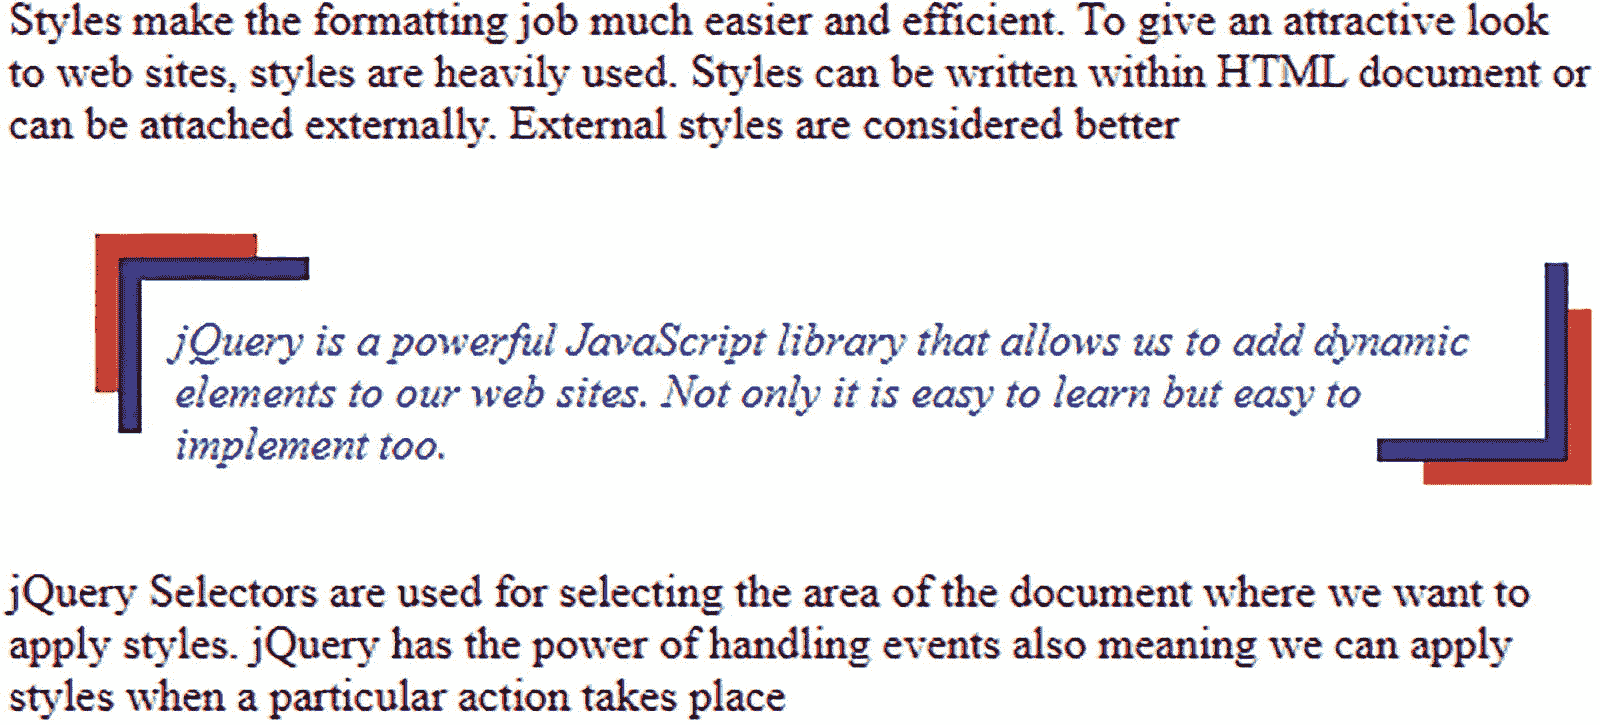 Styles make the formatting job much easier and efficient. To give an attractive look
to web sites, styles are heavily used. Styles can be written within HTML document or
can be attached externally. External styles are considered better
jQuery is a powerful JavaScript library that allows us to add dynamic
elements to our web sites. Not only it is easy to learn but easy to
implement too.
jQuery Selectors are used for selecting the area of the document where we want to
apply styles. jQuery has the power of handling events also meaning we can apply
styles when a particular action takes place